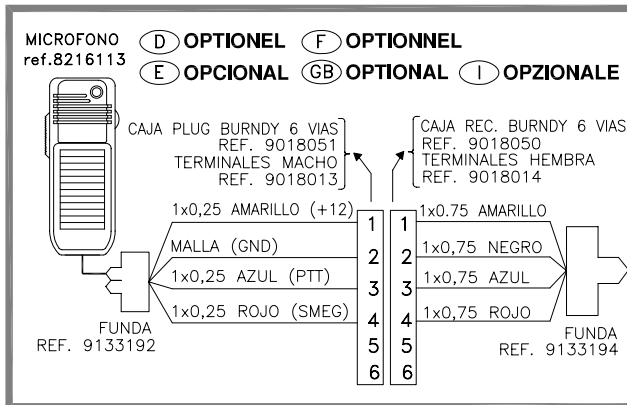 MICROFONO
ref.8216113
D OPTIONEL F OPTIONNEL
E OPCIONAL GB OPTIONAL I OPZIONALE
CAJA PLUG BURNDY 6 VIAS
REF. 9018051
TERMINALES MACHO
REF. 9018013
CAJA REC. BURNDY 6 VIAS
REF. 9018050
TERMINALES HEMBRA
REF. 9018014
1x0,25 AMARILLO (+12) 1 1 1x0.75 AMARILLO
MALLA (GND) 2 2 1x0,75 NEGRO
1x0,25 AZUL (PTT) 3 3 1x0,75 AZUL
1x0,25 ROJO (SMEG) 4 4 1x0,75 ROJO
5 5
6 6
FUNDA
REF. 9133192
FUNDA
REF. 9133194